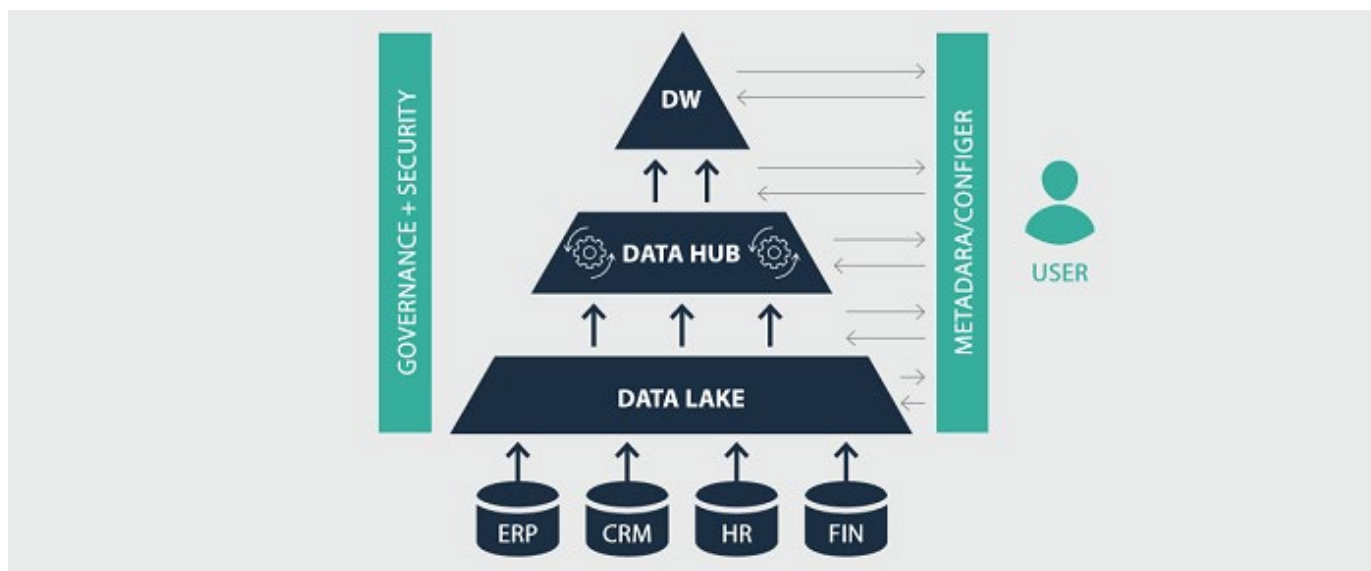 GOVERNANCE + SECURITY
DW
DATA HUB
DATA LAKE
ERP
CRM
HR
FIN
METADARA/CONFIGER
USER